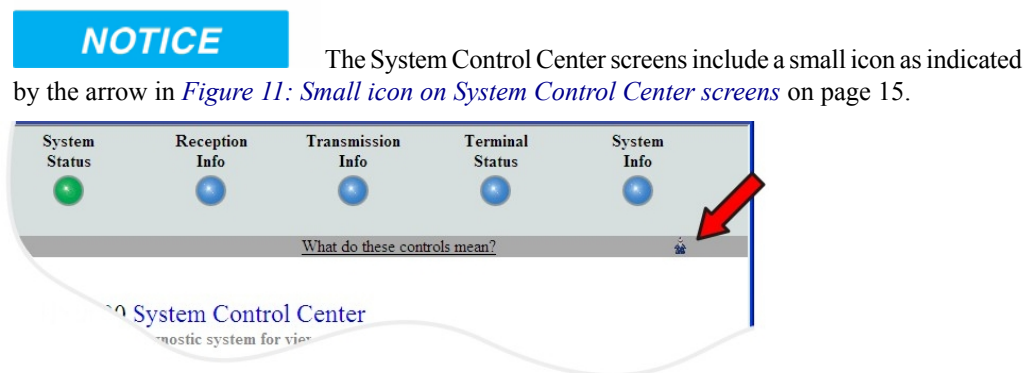 NOTICE The System Control Center screens include a small icon as indicated
by the arrow in Figure 11: Small icon on System Control Center screens on page 15.
System Reception Transmission Terminal System
Status Info Info Status Info
What do these controls mean?
System Control Center
system for